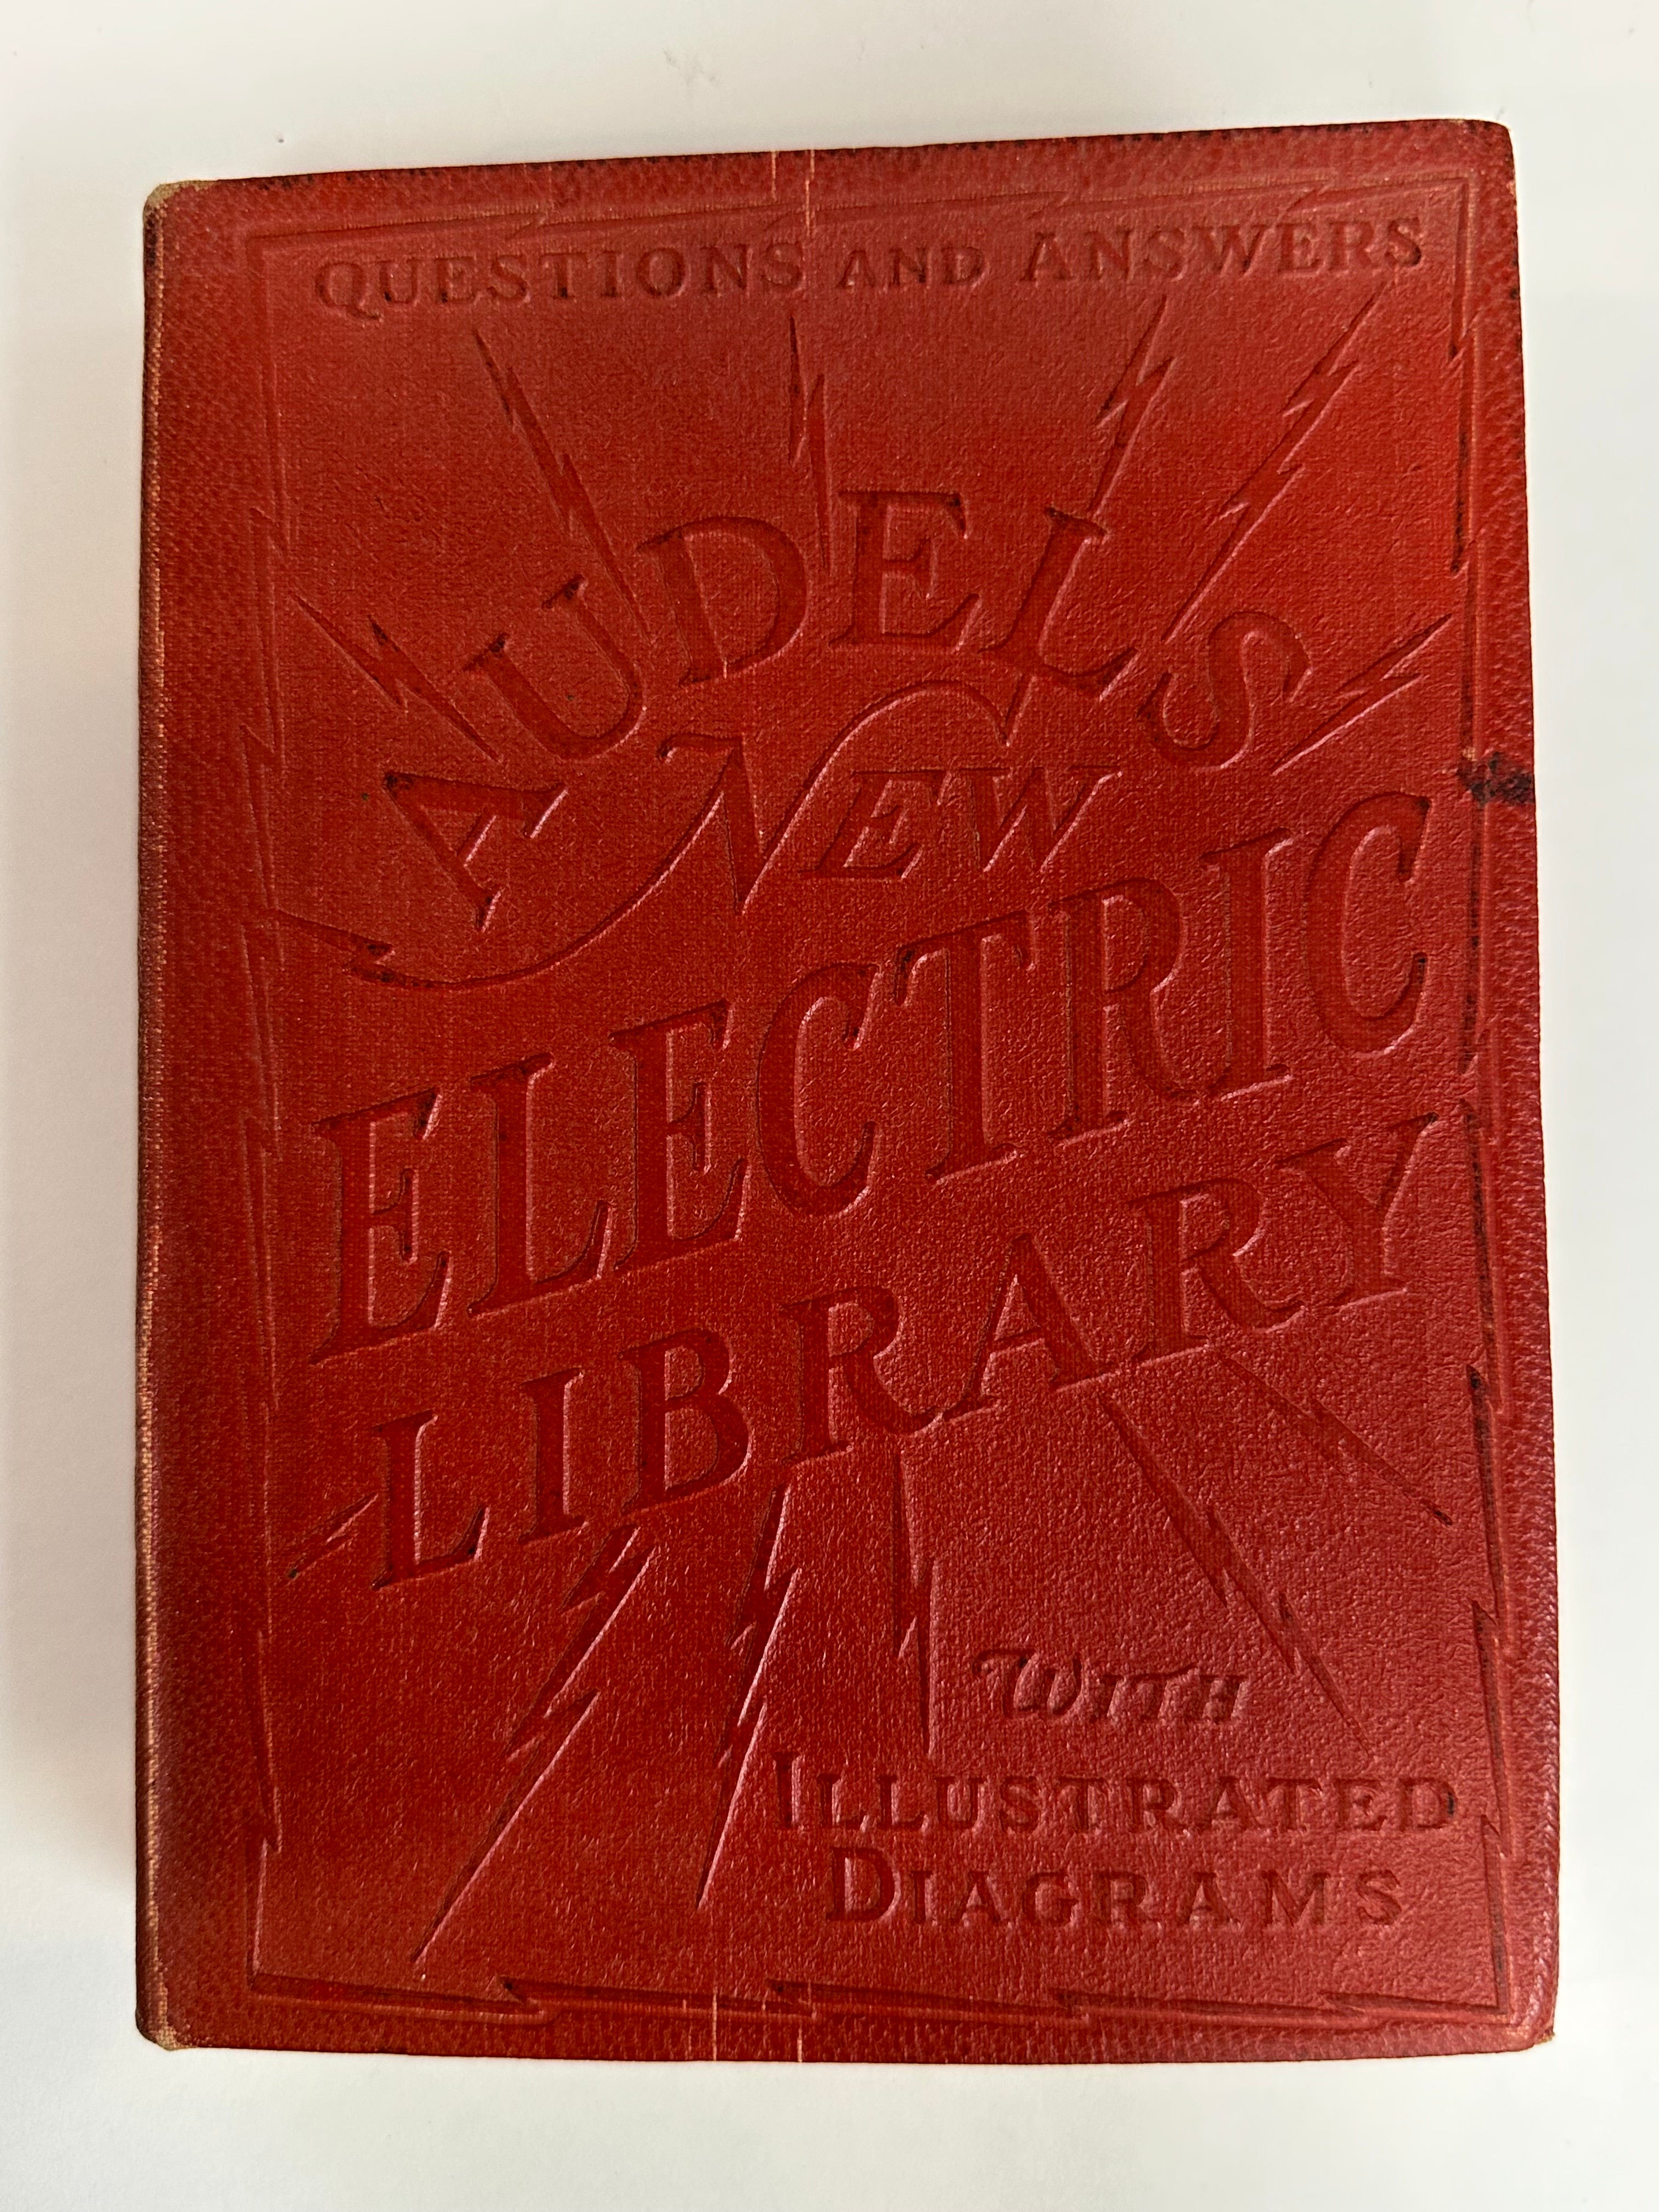 QUESTIONS AND ANSWERS
AUDELS
NEW
ELECTRIC
LIBRARY
WITH
ILLUSTRATED
DIAGRAMS